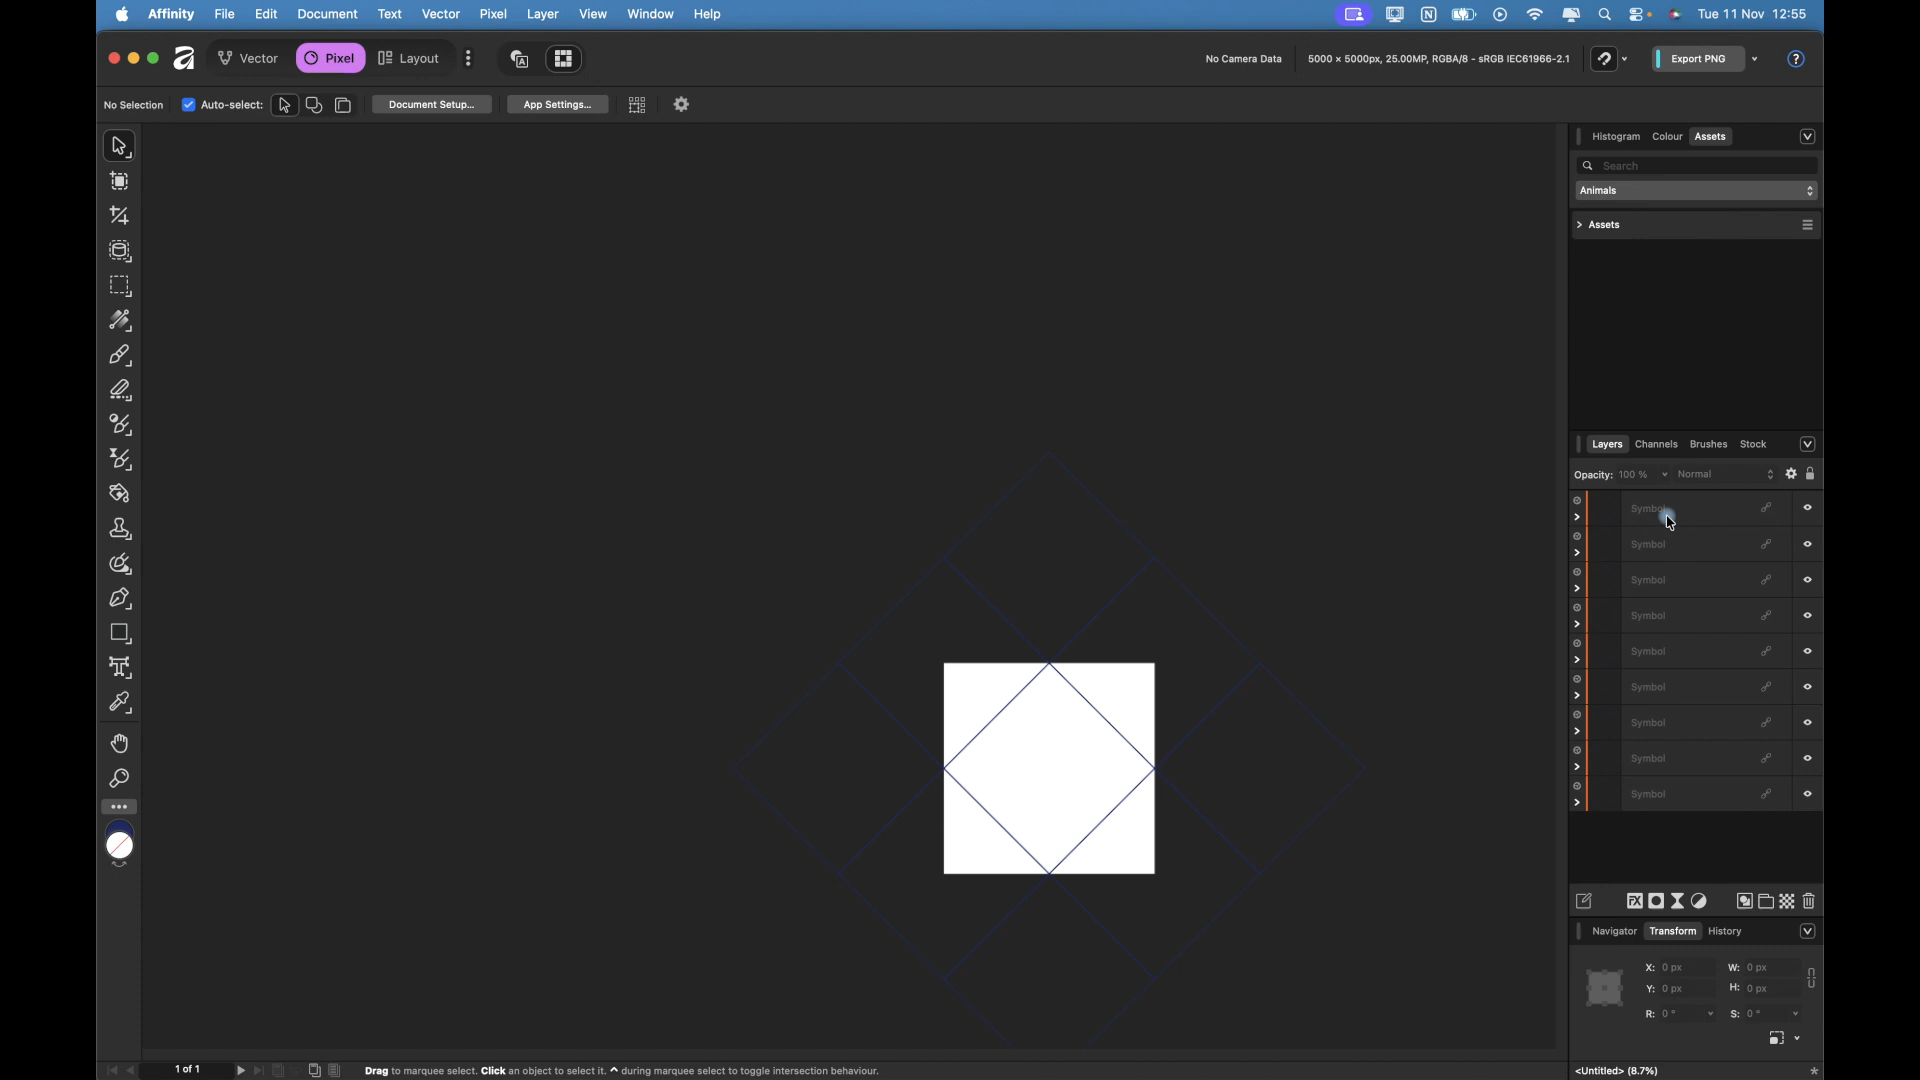 Affinity File Edit Document Text Vector Pixel Layer View Window Help Tue 11 Nov 12:55
Vector Pixel Layout No Camera Data 5000 × 5000px, 25.00MP, RGBA/8 - sRGB IEC61966-2.1 Export PNG
No Selection Auto-select: Document Setup... App Settings...
Histogram Colour Assets
Search
Animals
Assets
Layers Channels Brushes Stock
Opacity: 100 % Normal
Symbol
Symbol
Symbol
Symbol
Symbol
Symbol
Symbol
Symbol
Symbol
FX
Navigator Transform History
X: 0 px W: 0 px
Y: 0 px H: 0 px
R: 0 ° S: 0 °
1 of 1 Drag to marquee select. Click an object to select it. ^ during marquee select to toggle intersection behaviour. <Untitled> (8.7%) *